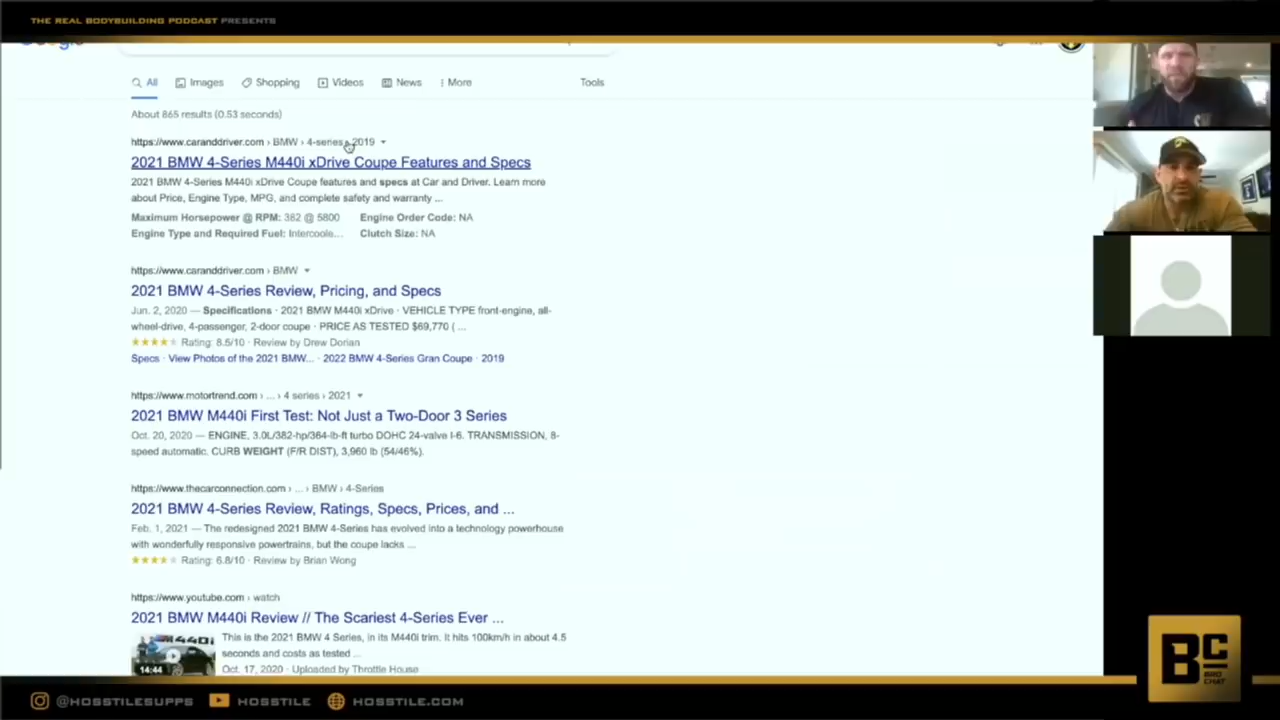 THE REAL BODYBUILDING PODCAST PRESENTS
All Images Shopping Videos News More Tools
About 865 results (0.53 seconds)
https://www.caranddriver.com › BMW › 4-series › 2019
2021 BMW 4-Series M440i xDrive Coupe Features and Specs
2021 BMW 4-Series M440i xDrive Coupe features and specs at Car and Driver. Learn more
about Price, Engine Type, MPG, and complete safety and warranty ...
Maximum Horsepower @ RPM: 382 @ 5800 Engine Order Code: NA
Engine Type and Required Fuel: Intercoole... Clutch Size: NA
https://www.caranddriver.com › BMW
2021 BMW 4-Series Review, Pricing, and Specs
Jun. 2, 2020 — Specifications · 2021 BMW M440i xDrive · VEHICLE TYPE front-engine, all-
wheel-drive, 4-passenger, 2-door coupe · PRICE AS TESTED $69,770 ( ...
Rating: 8.5/10 · Review by Drew Dorian
Specs · View Photos of the 2021 BMW... · 2022 BMW 4-Series Gran Coupe · 2019
https://www.motortrend.com › ... › 4 series › 2021
2021 BMW M440i First Test: Not Just a Two-Door 3 Series
Oct. 20, 2020 — ENGINE, 3.0L/382-hp/364-lb-ft turbo DOHC 24-valve I-6. TRANSMISSION, 8-
speed automatic. CURB WEIGHT (F/R DIST), 3,960 lb (54/46%).
https://www.thecarconnection.com › ... › BMW › 4-Series
2021 BMW 4-Series Review, Ratings, Specs, Prices, and ...
Feb. 1, 2021 — The redesigned 2021 BMW 4-Series has evolved into a technology powerhouse
with wonderfully responsive powertrains, but the coupe lacks ...
Rating: 6.8/10 · Review by Brian Wong
https://www.youtube.com › watch
2021 BMW M440i Review // The Scariest 4-Series Ever ...
M440i
14:44
This is the 2021 BMW 4 Series, in its M440i trim. It hits 100km/h in about 4.5
seconds and costs as tested ...
Oct. 17, 2020 · Uploaded by Throttle House
BC
BRO
CHAT
@HOSSTILESUPPS HOSSTILE HOSSTILE.COM